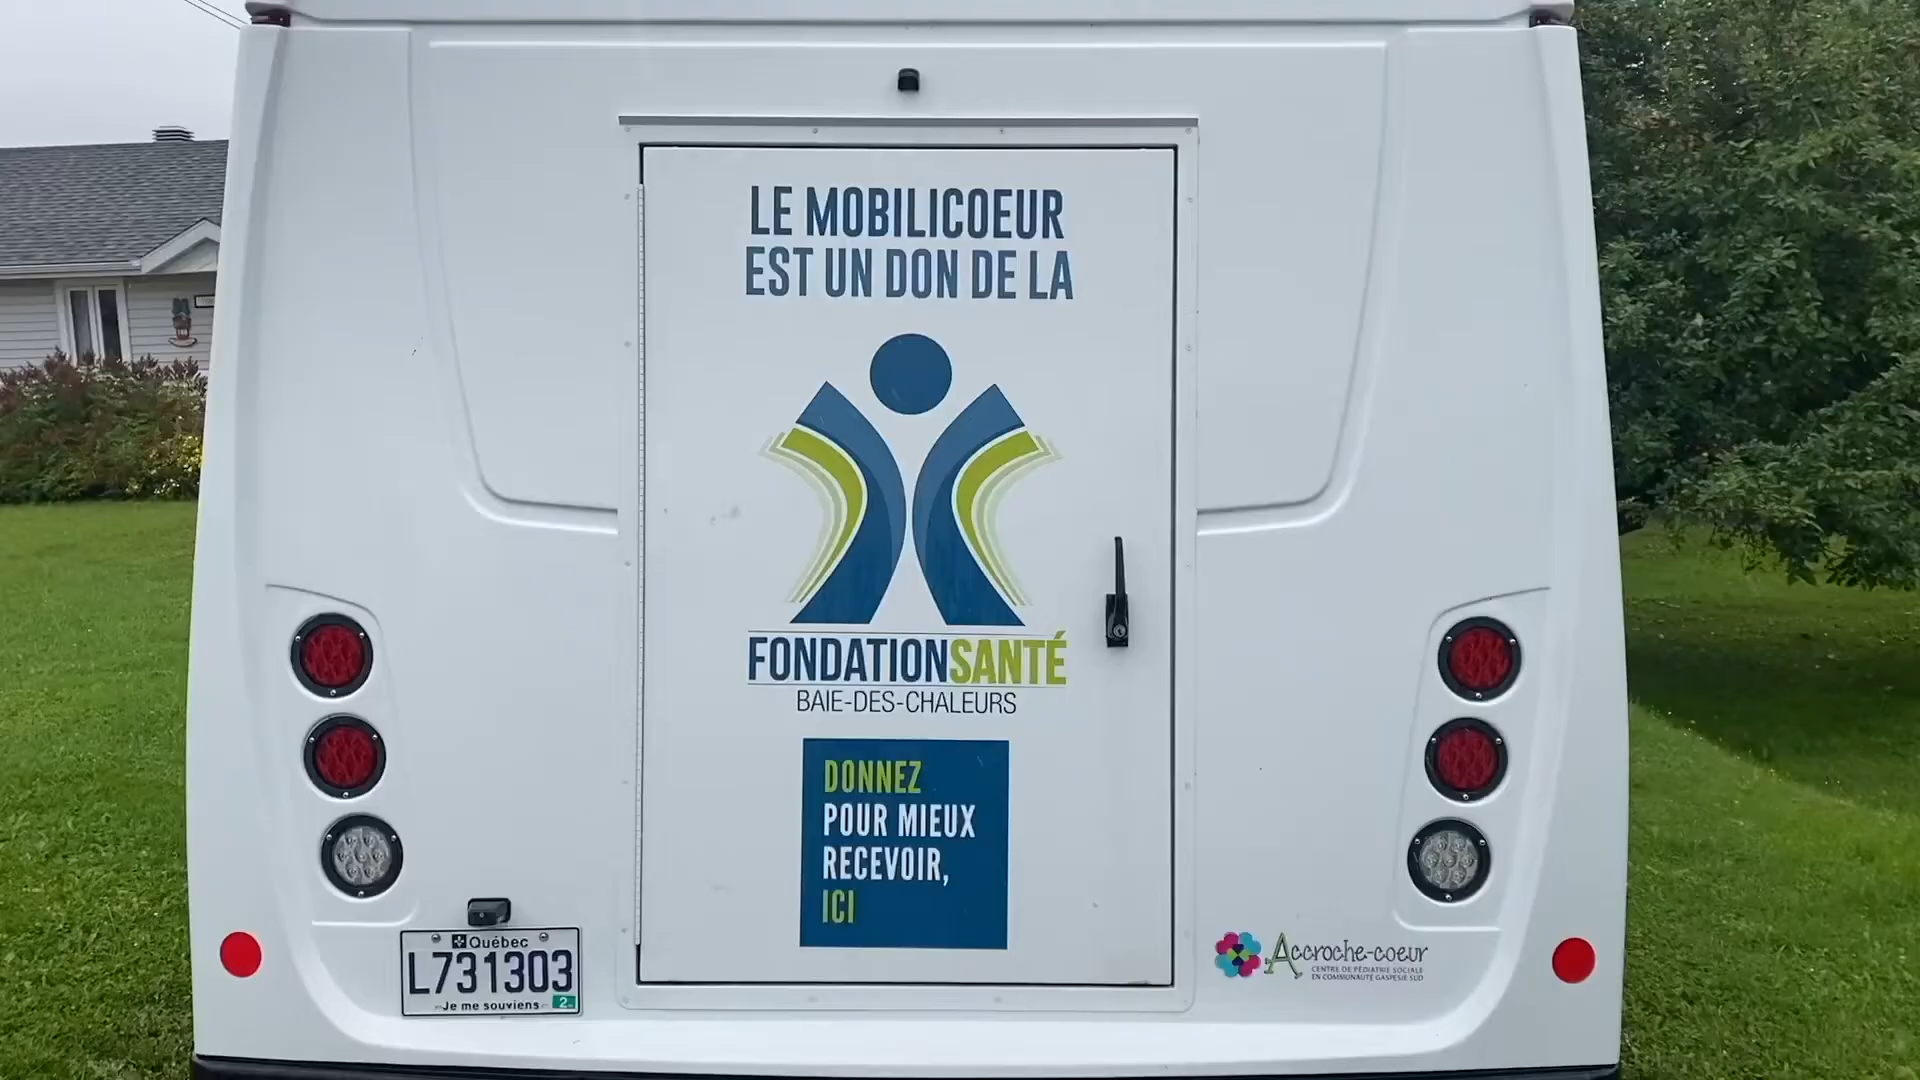 LE MOBILICOEUR
EST UN DON DE LA
FONDATIONSANTÉ
BAIE-DES-CHALEURS
DONNEZ
POUR MIEUX
RECEVOIR,
ICI
Québec
L731303
Je me souviens
2
Accroche-coeur
CENTRE DE PÉDIATRIE SOCIALE
EN COMMUNAUTÉ GASPÉSIE SUD